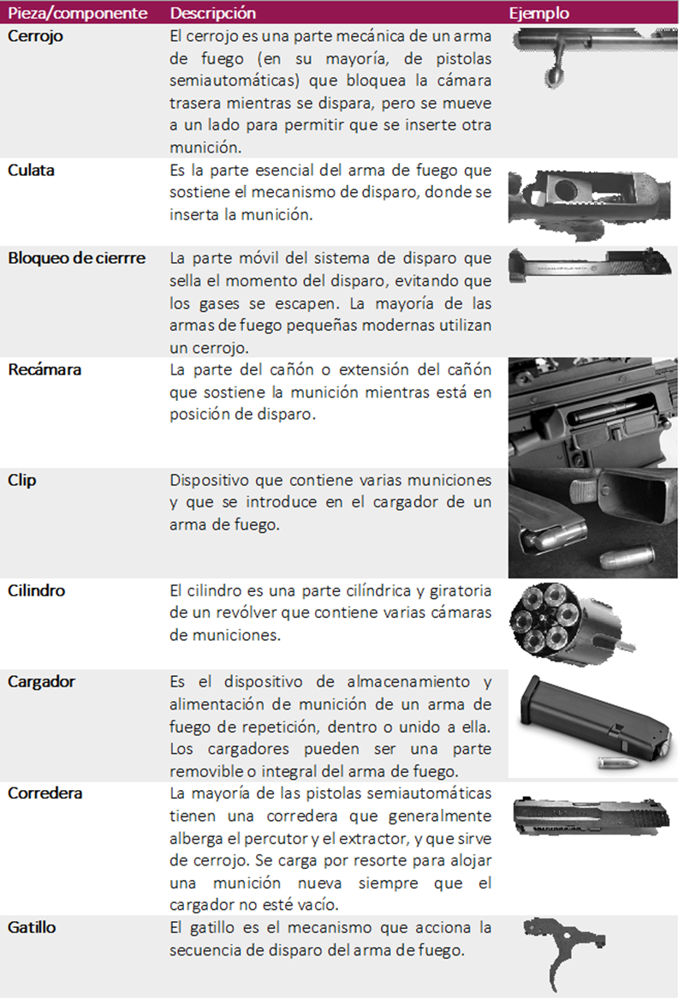 Pieza/componente Descripción Ejemplo
Cerrojo El cerrojo es una parte mecánica de un arma
de fuego (en su mayoría, de pistolas
semiautomáticas) que bloquea la cámara
trasera mientras se dispara, pero se mueve
a un lado para permitir que se inserte otra
munición.
Culata Es la parte esencial del arma de fuego que
sostiene el mecanismo de disparo, donde se
inserta la munición.
Bloqueo de cierrre La parte móvil del sistema de disparo que
sella el momento del disparo, evitando que
los gases se escapen. La mayoría de las
armas de fuego pequeñas modernas utilizan
un cerrojo.
Recámara La parte del cañón o extensión del cañón
que sostiene la munición mientras está en
posición de disparo.
Clip Dispositivo que contiene varias municiones
y que se introduce en el cargador de un
arma de fuego.
Cilindro El cilindro es una parte cilíndrica y giratoria
de un revólver que contiene varias cámaras
de municiones.
Cargador Es el dispositivo de almacenamiento y
alimentación de munición de un arma de
fuego de repetición, dentro o unido a ella.
Los cargadores pueden ser una parte
removible o integral del arma de fuego.
Corredera La mayoría de las pistolas semiautomáticas
tienen una corredera que generalmente
alberga el percutor y el extractor, y que sirve
de cerrojo. Se carga por resorte para alojar
una munición nueva siempre que el
cargador no esté vacío.
Gatillo El gatillo es el mecanismo que acciona la
secuencia de disparo del arma de fuego.